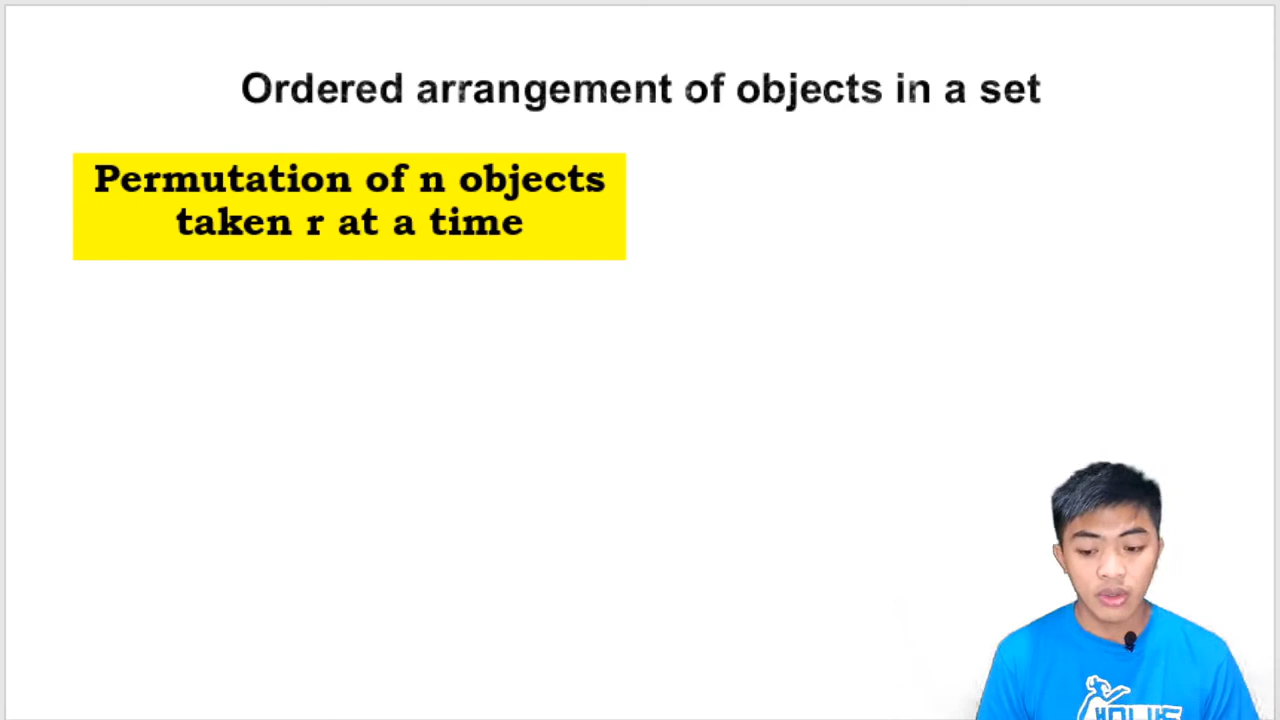 Ordered arrangement of objects in a set
Permutation of n objects
taken r at a time